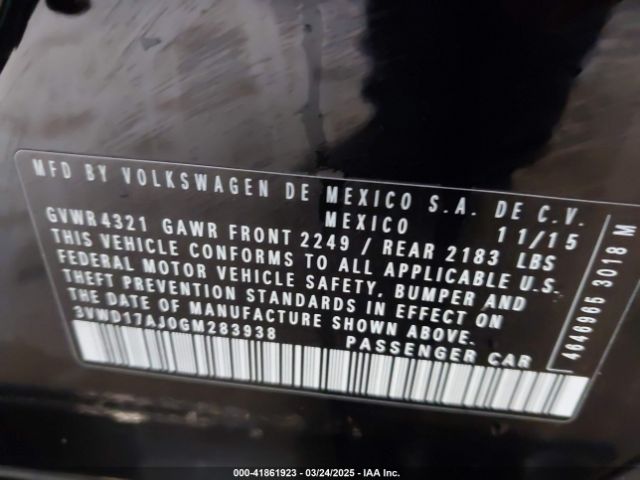 MFD BY VOLKSWAGEN DE MEXICO S.A. DE C.V.
MEXICO 11/15
GVWR 4321 GAWR FRONT 2249 / REAR 2183 LBS
THIS VEHICLE CONFORMS TO ALL APPLICABLE U.S.
FEDERAL MOTOR VEHICLE SAFETY, BUMPER AND
THEFT PREVENTION STANDARDS IN EFFECT ON
THE DATE OF MANUFACTURE SHOWN ABOVE.
3VWD17AJ0GM283938 PASSENGER CAR
4646965 3018 M
00-41861923 — 03/24/2025 — IAA Inc.